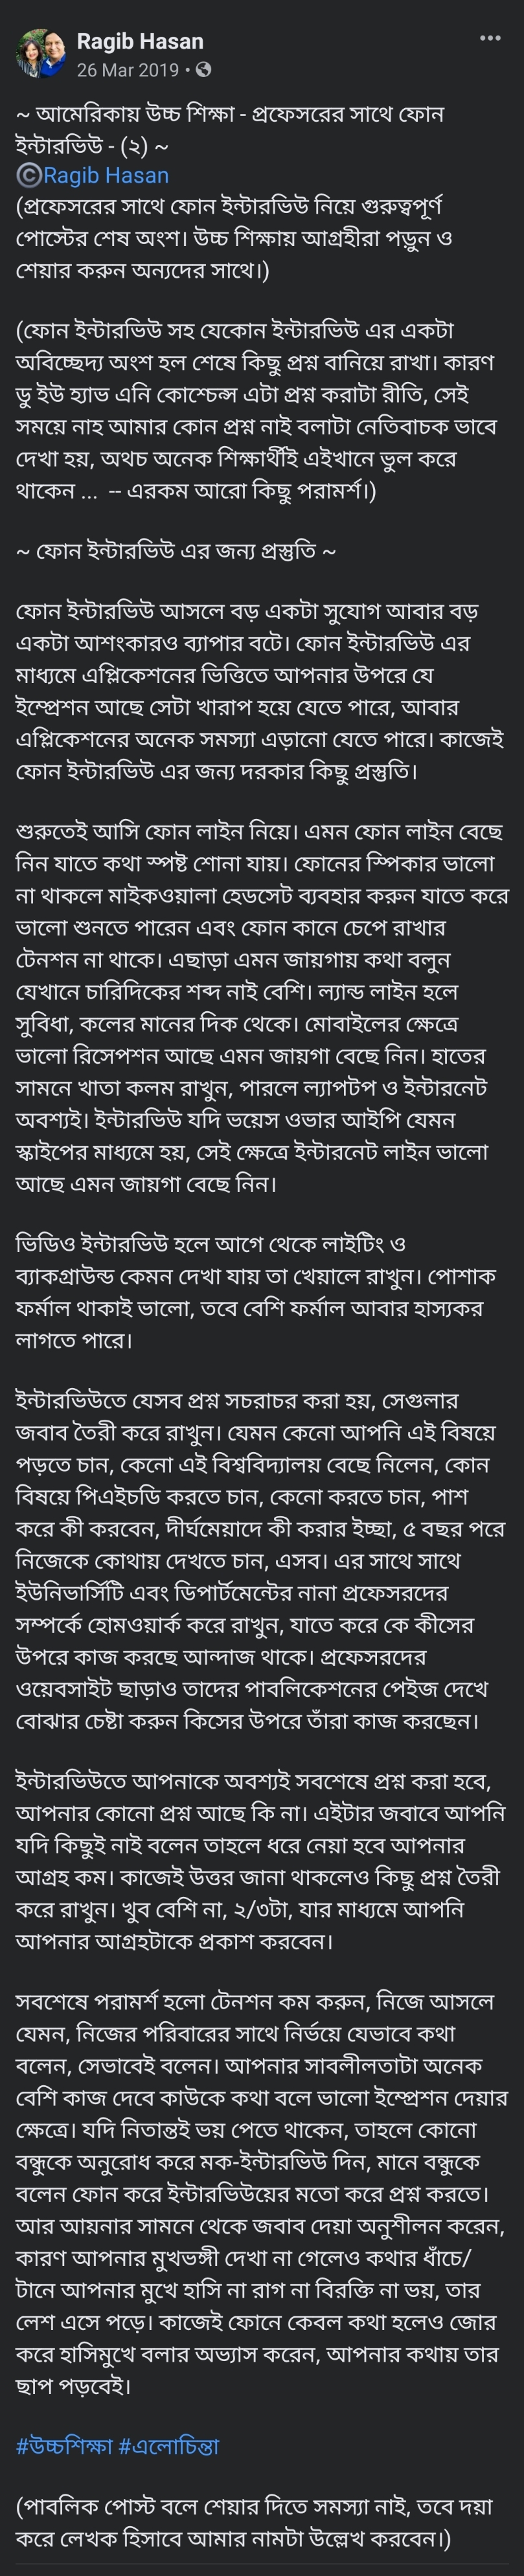 Ragib Hasan
26 Mar 2019 •
~ আমেরিকায় উচ্চ শিক্ষা - প্রফেসরের সাথে ফোন
ইন্টারভিউ - (২) ~
©Ragib Hasan
(প্রফেসরের সাথে ফোন ইন্টারভিউ নিয়ে গুরুত্বপূর্ণ
পোস্টের শেষ অংশ। উচ্চ শিক্ষায় আগ্রহীরা পড়ুন ও
শেয়ার করুন অন্যদের সাথে।)
(ফোন ইন্টারভিউ সহ যেকোন ইন্টারভিউ এর একটা
অবিচ্ছেদ্য অংশ হল শেষে কিছু প্রশ্ন বানিয়ে রাখা। কারণ
ডু ইউ হ্যাভ এনি কোশ্চেন্স এটা প্রশ্ন করাটা রীতি, সেই
সময়ে নাহ আমার কোন প্রশ্ন নাই বলাটা নেতিবাচক ভাবে
দেখা হয়, অথচ অনেক শিক্ষার্থীই এইখানে ভুল করে
থাকেন ... -- এরকম আরো কিছু পরামর্শ।)
~ ফোন ইন্টারভিউ এর জন্য প্রস্তুতি ~
ফোন ইন্টারভিউ আসলে বড় একটা সুযোগ আবার বড়
একটা আশংকারও ব্যাপার বটে। ফোন ইন্টারভিউ এর
মাধ্যমে এপ্লিকেশনের ভিত্তিতে আপনার উপরে যে
ইম্প্রেশন আছে সেটা খারাপ হয়ে যেতে পারে, আবার
এপ্লিকেশনের অনেক সমস্যা এড়ানো যেতে পারে। কাজেই
ফোন ইন্টারভিউ এর জন্য দরকার কিছু প্রস্তুতি।
শুরুতেই আসি ফোন লাইন নিয়ে। এমন ফোন লাইন বেছে
নিন যাতে কথা স্পষ্ট শোনা যায়। ফোনের স্পিকার ভালো
না থাকলে মাইকওয়ালা হেডসেট ব্যবহার করুন যাতে করে
ভালো শুনতে পারেন এবং ফোন কানে চেপে রাখার
টেনশন না থাকে। এছাড়া এমন জায়গায় কথা বলুন
যেখানে চারিদিকের শব্দ নাই বেশি। ল্যান্ড লাইন হলে
সুবিধা, কলের মানের দিক থেকে। মোবাইলের ক্ষেত্রে
ভালো রিসেপশন আছে এমন জায়গা বেছে নিন। হাতের
সামনে খাতা কলম রাখুন, পারলে ল্যাপটপ ও ইন্টারনেট
অবশ্যই। ইন্টারভিউ যদি ভয়েস ওভার আইপি যেমন
স্কাইপের মাধ্যমে হয়, সেই ক্ষেত্রে ইন্টারনেট লাইন ভালো
আছে এমন জায়গা বেছে নিন।
ভিডিও ইন্টারভিউ হলে আগে থেকে লাইটিং ও
ব্যাকগ্রাউন্ড কেমন দেখা যায় তা খেয়ালে রাখুন। পোশাক
ফর্মাল থাকাই ভালো, তবে বেশি ফর্মাল আবার হাস্যকর
লাগতে পারে।
ইন্টারভিউতে যেসব প্রশ্ন সচরাচর করা হয়, সেগুলার
জবাব তৈরী করে রাখুন। যেমন কেনো আপনি এই বিষয়ে
পড়তে চান, কেনো এই বিশ্ববিদ্যালয় বেছে নিলেন, কোন
বিষয়ে পিএইচডি করতে চান, কেনো করতে চান, পাশ
করে কী করবেন, দীর্ঘমেয়াদে কী করার ইচ্ছা, ৫ বছর পরে
নিজেকে কোথায় দেখতে চান, এসব। এর সাথে সাথে
ইউনিভার্সিটি এবং ডিপার্টমেন্টের নানা প্রফেসরদের
সম্পর্কে হোমওয়ার্ক করে রাখুন, যাতে করে কে কীসের
উপরে কাজ করছে আন্দাজ থাকে। প্রফেসরদের
ওয়েবসাইট ছাড়াও তাদের পাবলিকেশনের পেইজ দেখে
বোঝার চেষ্টা করুন কিসের উপরে তাঁরা কাজ করছেন।
ইন্টারভিউতে আপনাকে অবশ্যই সবশেষে প্রশ্ন করা হবে,
আপনার কোনো প্রশ্ন আছে কি না। এইটার জবাবে আপনি
যদি কিছুই নাই বলেন তাহলে ধরে নেয়া হবে আপনার
আগ্রহ কম। কাজেই উত্তর জানা থাকলেও কিছু প্রশ্ন তৈরী
করে রাখুন। খুব বেশি না, ২/৩টা, যার মাধ্যমে আপনি
আপনার আগ্রহটাকে প্রকাশ করবেন।
সবশেষে পরামর্শ হলো টেনশন কম করুন, নিজে আসলে
যেমন, নিজের পরিবারের সাথে নির্ভয়ে যেভাবে কথা
বলেন, সেভাবেই বলেন। আপনার সাবলীলতাটা অনেক
বেশি কাজ দেবে কাউকে কথা বলে ভালো ইম্প্রেশন দেয়ার
ক্ষেত্রে। যদি নিতান্তই ভয় পেতে থাকেন, তাহলে কোনো
বন্ধুকে অনুরোধ করে মক-ইন্টারভিউ দিন, মানে বন্ধুকে
বলেন ফোন করে ইন্টারভিউয়ের মতো করে প্রশ্ন করতে।
আর আয়নার সামনে থেকে জবাব দেয়া অনুশীলন করেন,
কারণ আপনার মুখভঙ্গী দেখা না গেলেও কথার ধাঁচে/
টানে আপনার মুখে হাসি না রাগ না বিরক্তি না ভয়, তার
লেশ এসে পড়ে। কাজেই ফোনে কেবল কথা হলেও জোর
করে হাসিমুখে বলার অভ্যাস করেন, আপনার কথায় তার
ছাপ পড়বেই।
#উচ্চশিক্ষা #এলোচিন্তা
(পাবলিক পোস্ট বলে শেয়ার দিতে সমস্যা নাই, তবে দয়া
করে লেখক হিসাবে আমার নামটা উল্লেখ করবেন।)